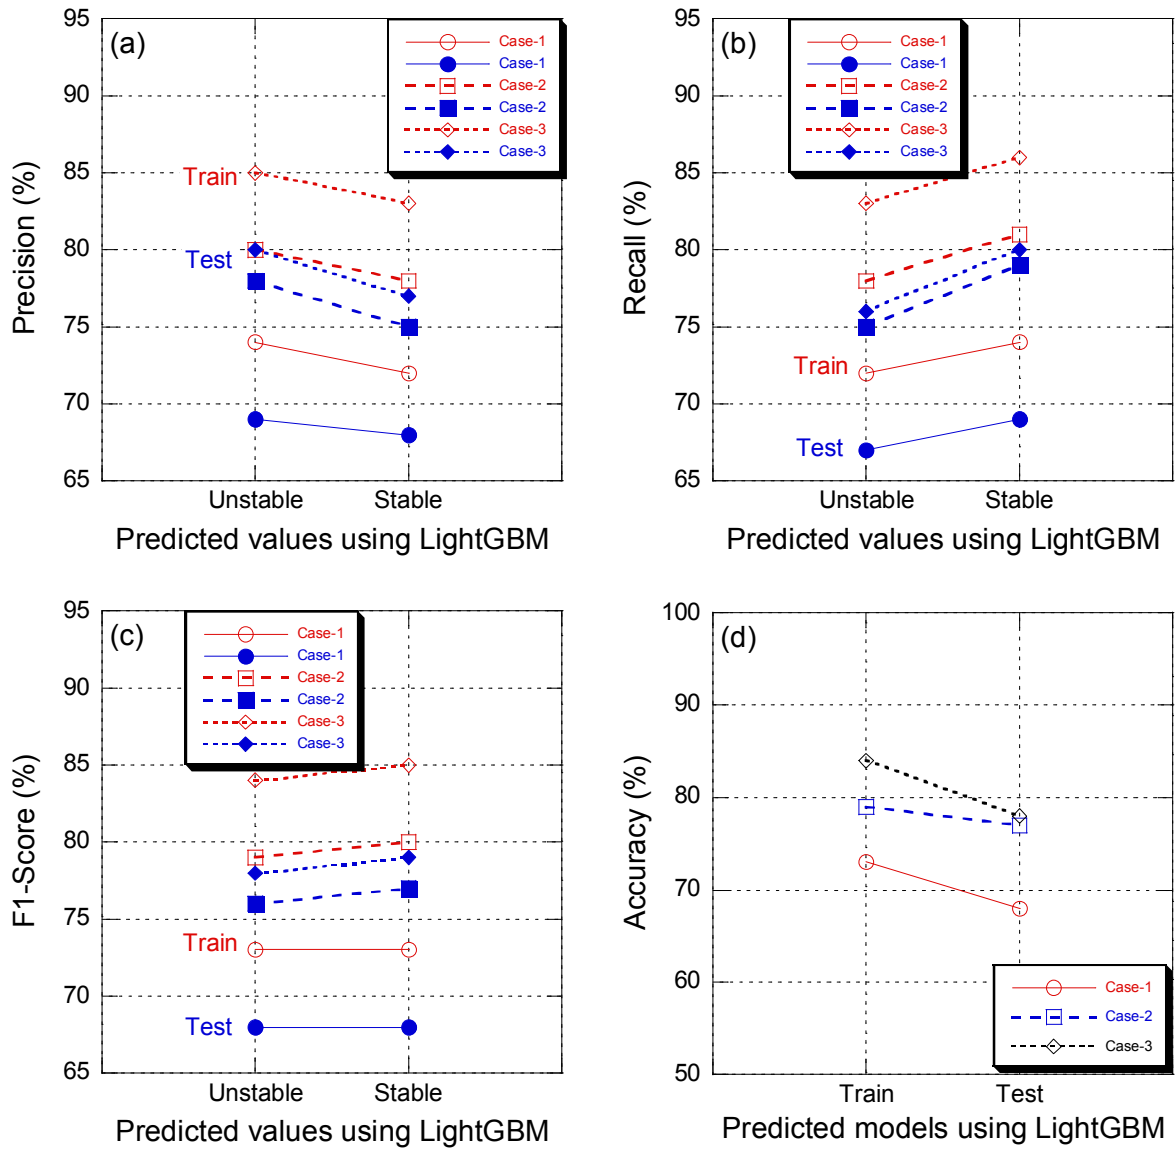 (a)
Case-1
Case-1
Case-2
Case-2
Case-3
Case-3
95
90
85
80
75
70
65
Precision (%)
Train
Test
Unstable Stable
Predicted values using LightGBM
(b)
Case-1
Case-1
Case-2
Case-2
Case-3
Case-3
95
90
85
80
75
70
65
Recall (%)
Train
Test
Unstable Stable
Predicted values using LightGBM
(c)
Case-1
Case-1
Case-2
Case-2
Case-3
Case-3
95
90
85
80
75
70
65
F1-Score (%)
Train
Test
Unstable Stable
Predicted values using LightGBM
(d)
100
90
80
70
60
50
Accuracy (%)
Case-1
Case-2
Case-3
Train Test
Predicted models using LightGBM